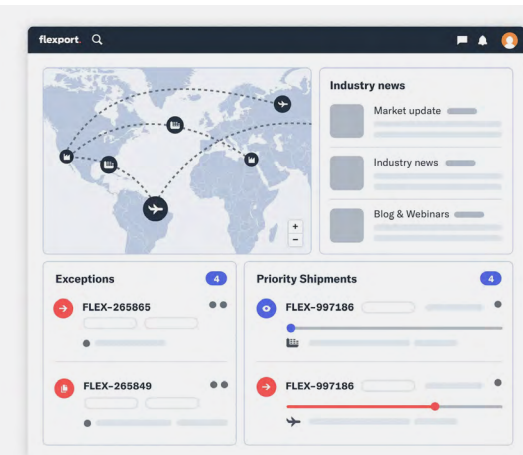 flexport.
Industry news
Market update
Industry news
Blog & Webinars
+
−
Exceptions 4
FLEX-265865
FLEX-265849
Priority Shipments 4
FLEX-997186
FLEX-997186